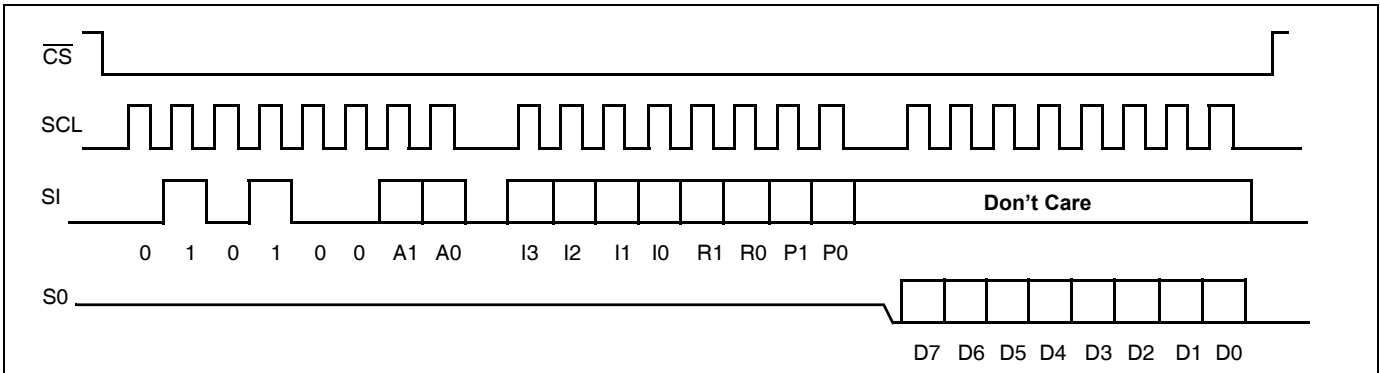 CS
SCL
SI
Don't Care
0 1 0 1 0 0 A1 A0 I3 I2 I1 I0 R1 R0 P1 P0
S0
D7 D6 D5 D4 D3 D2 D1 D0